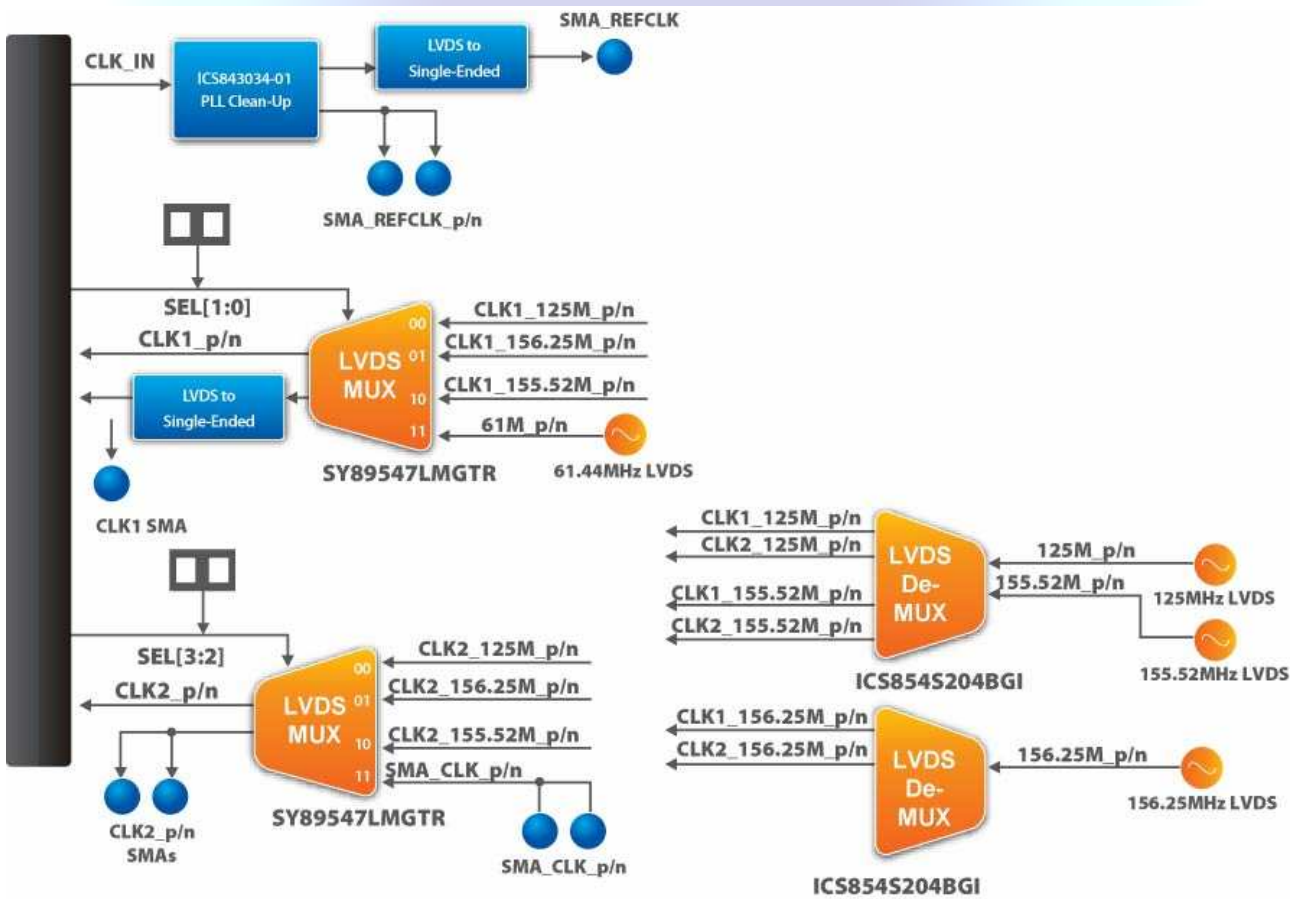 SMA_REFCLK
CLK_IN
ICS843034-01
PLL Clean-Up
LVDS to
Single-Ended
SMA_REFCLK_p/n
SEL[1:0]
CLK1_p/n
LVDS to
Single-Ended
CLK1 SMA
LVDS
MUX
00
01
10
11
CLK1_125M_p/n
CLK1_156.25M_p/n
CLK1_155.52M_p/n
61M_p/n
61.44MHz LVDS
SY89547LMGTR
SEL[3:2]
CLK2_p/n
CLK2_p/n
SMAs
LVDS
MUX
00
01
10
11
CLK2_125M_p/n
CLK2_156.25M_p/n
CLK2_155.52M_p/n
SMA_CLK_p/n
SY89547LMGTR
SMA_CLK_p/n
CLK1_125M_p/n
CLK2_125M_p/n
CLK1_155.52M_p/n
CLK2_155.52M_p/n
LVDS
De-
MUX
125M_p/n
155.52M_p/n
125MHz LVDS
155.52MHz LVDS
ICS854S204BGI
CLK1_156.25M_p/n
CLK2_156.25M_p/n
LVDS
De-
MUX
156.25M_p/n
156.25MHz LVDS
ICS854S204BGI